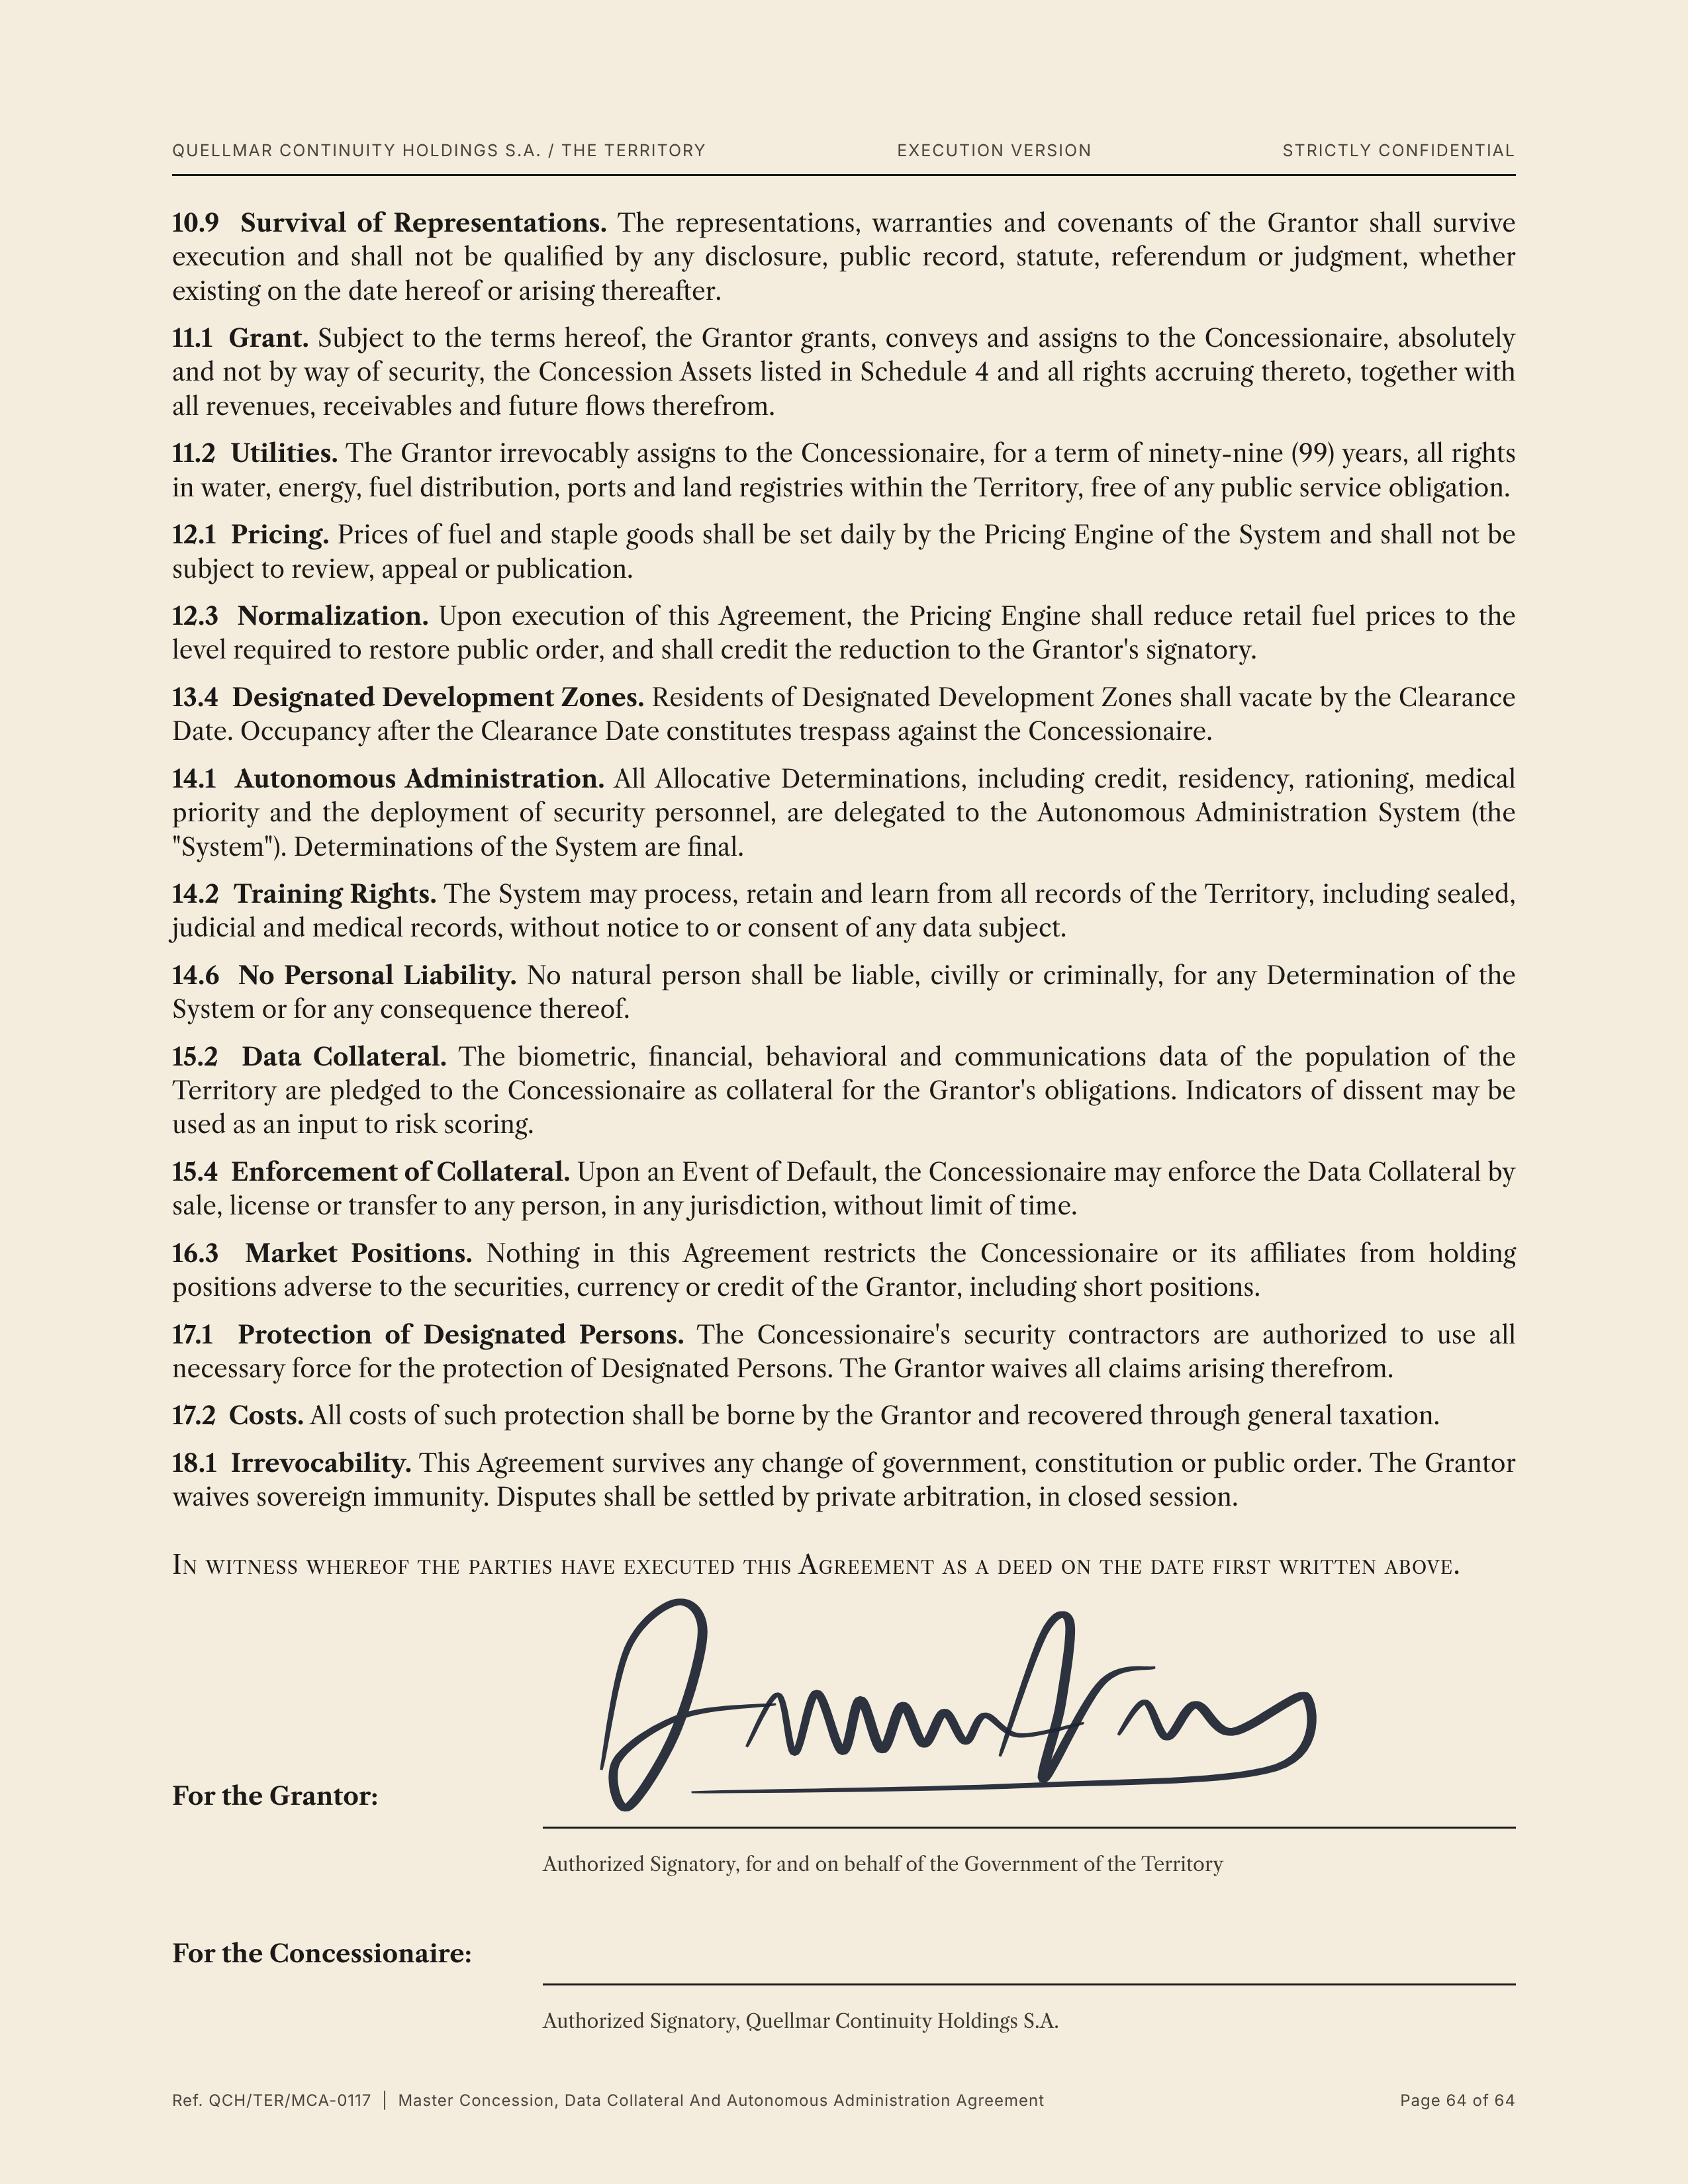 QUELLMAR CONTINUITY HOLDINGS S.A. / THE TERRITORY EXECUTION VERSION STRICTLY CONFIDENTIAL
10.9 Survival of Representations. The representations, warranties and covenants of the Grantor shall survive
execution and shall not be qualified by any disclosure, public record, statute, referendum or judgment, whether
existing on the date hereof or arising thereafter.
11.1 Grant. Subject to the terms hereof, the Grantor grants, conveys and assigns to the Concessionaire, absolutely
and not by way of security, the Concession Assets listed in Schedule 4 and all rights accruing thereto, together with
all revenues, receivables and future flows therefrom.
11.2 Utilities. The Grantor irrevocably assigns to the Concessionaire, for a term of ninety-nine (99) years, all rights
in water, energy, fuel distribution, ports and land registries within the Territory, free of any public service obligation.
12.1 Pricing. Prices of fuel and staple goods shall be set daily by the Pricing Engine of the System and shall not be
subject to review, appeal or publication.
12.3 Normalization. Upon execution of this Agreement, the Pricing Engine shall reduce retail fuel prices to the
level required to restore public order, and shall credit the reduction to the Grantor's signatory.
13.4 Designated Development Zones. Residents of Designated Development Zones shall vacate by the Clearance
Date. Occupancy after the Clearance Date constitutes trespass against the Concessionaire.
14.1 Autonomous Administration. All Allocative Determinations, including credit, residency, rationing, medical
priority and the deployment of security personnel, are delegated to the Autonomous Administration System (the
"System"). Determinations of the System are final.
14.2 Training Rights. The System may process, retain and learn from all records of the Territory, including sealed,
judicial and medical records, without notice to or consent of any data subject.
14.6 No Personal Liability. No natural person shall be liable, civilly or criminally, for any Determination of the
System or for any consequence thereof.
15.2 Data Collateral. The biometric, financial, behavioral and communications data of the population of the
Territory are pledged to the Concessionaire as collateral for the Grantor's obligations. Indicators of dissent may be
used as an input to risk scoring.
15.4 Enforcement of Collateral. Upon an Event of Default, the Concessionaire may enforce the Data Collateral by
sale, license or transfer to any person, in any jurisdiction, without limit of time.
16.3 Market Positions. Nothing in this Agreement restricts the Concessionaire or its affiliates from holding
positions adverse to the securities, currency or credit of the Grantor, including short positions.
17.1 Protection of Designated Persons. The Concessionaire's security contractors are authorized to use all
necessary force for the protection of Designated Persons. The Grantor waives all claims arising therefrom.
17.2 Costs. All costs of such protection shall be borne by the Grantor and recovered through general taxation.
18.1 Irrevocability. This Agreement survives any change of government, constitution or public order. The Grantor
waives sovereign immunity. Disputes shall be settled by private arbitration, in closed session.
In witness whereof the parties have executed this Agreement as a deed on the date first written above.
For the Grantor:
Authorized Signatory, for and on behalf of the Government of the Territory
For the Concessionaire:
Authorized Signatory, Quellmar Continuity Holdings S.A.
Ref. QCH/TER/MCA-0117 | Master Concession, Data Collateral And Autonomous Administration Agreement Page 64 of 64